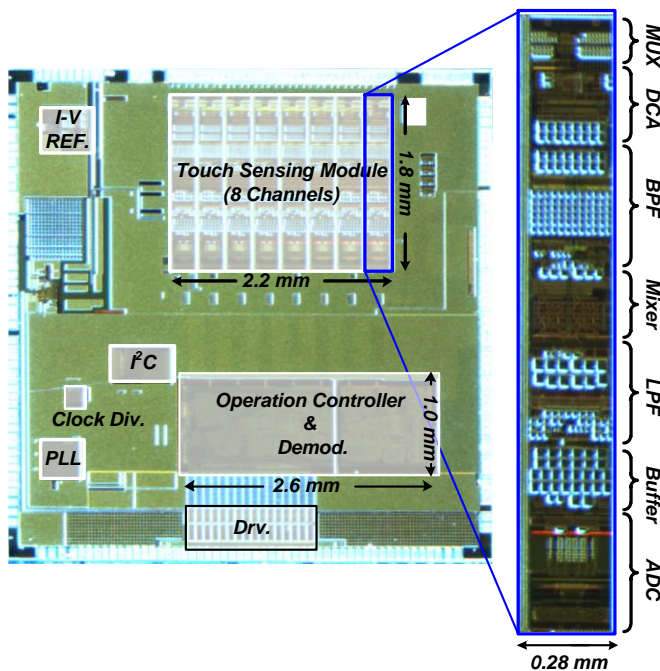 I-V
REF.
Touch Sensing Module
(8 Channels)
1.8 mm
2.2 mm
I²C
Clock Div.
PLL
Operation Controller
&
Demod.
1.0 mm
2.6 mm
Drv.
MUX
DCA
BPF
Mixer
LPF
Buffer
ADC
0.28 mm